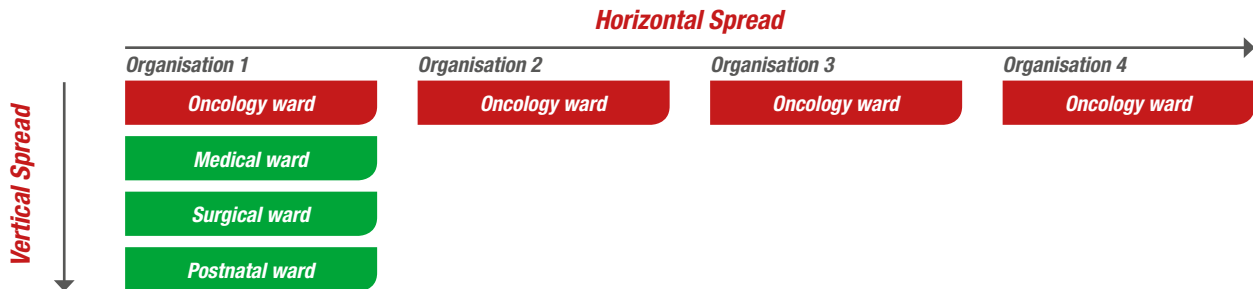 Horizontal Spread
Organisation 1 Organisation 2 Organisation 3 Organisation 4
Vertical Spread
Oncology ward Oncology ward Oncology ward Oncology ward
Medical ward
Surgical ward
Postnatal ward